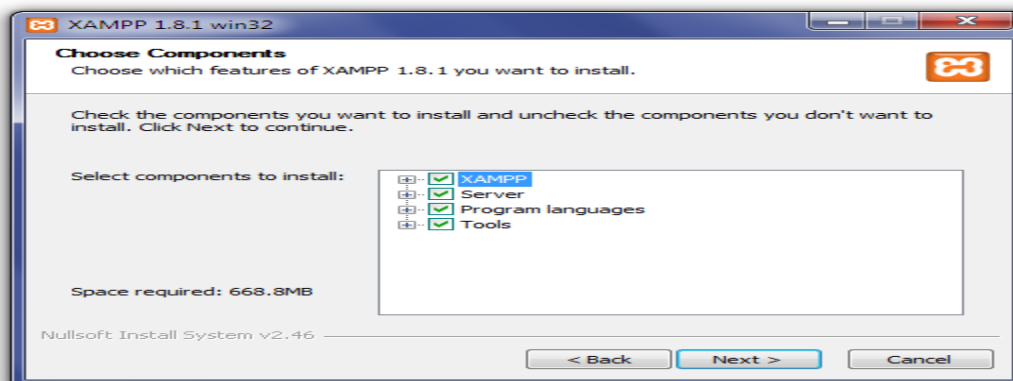 XAMPP 1.8.1 win32
Choose Components
Choose which features of XAMPP 1.8.1 you want to install.
Check the components you want to install and uncheck the components you don't want to
install. Click Next to continue.
Select components to install:
XAMPP
Server
Program languages
Tools
Space required: 668.8MB
Nullsoft Install System v2.46
< Back
Next >
Cancel